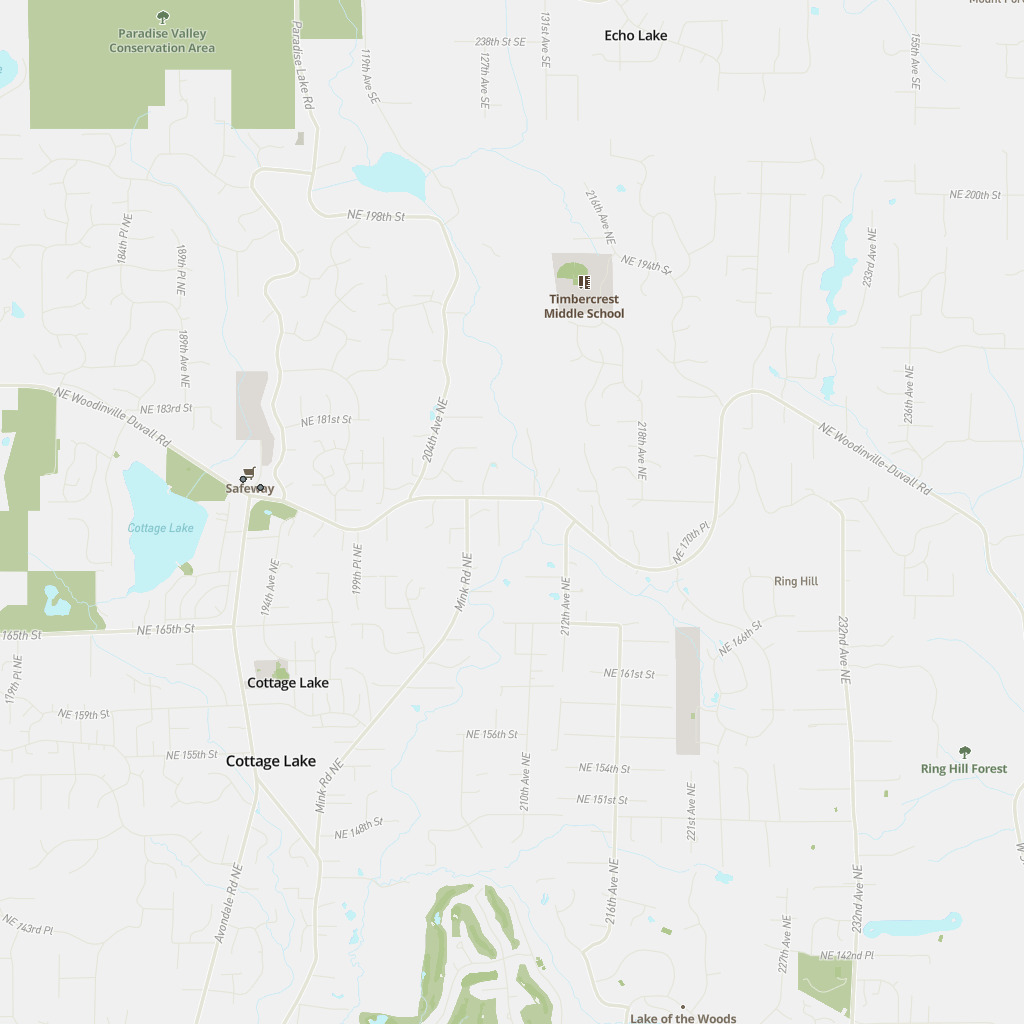 Paradise Valley
Conservation Area
Paradise Lake Rd
119th Ave SE
238th St SE
127th Ave SE
131st Ave SE
Echo Lake
155th Ave SE
NE 200th St
184th Pl NE
189th Pl NE
NE 198th St
216th Ave NE
NE 194th St
233rd Ave NE
Timbercrest
Middle School
189th Ave NE
NE Woodinville Duvall Rd
NE 183rd St
NE 181st St
204th Ave NE
218th Ave NE
236th Ave NE
NE Woodinville-Duvall Rd
Safeway
Cottage Lake
NE 170th Pl
194th Ave NE
199th Pl NE
Mink Rd NE
212th Ave NE
Ring Hill
165th St
NE 165th St
NE 166th St
232nd Ave NE
179th Pl NE
Cottage Lake
NE 161st St
NE 159th St
NE 156th St
NE 155th St
Cottage Lake
Mink Rd NE
NE 154th St
210th Ave NE
NE 151st St
221st Ave NE
Ring Hill Forest
NE 148th St
Avondale Rd NE
216th Ave NE
232nd Ave NE
NE 143rd Pl
227th Ave NE
NE 142nd Pl
Lake of the Woods